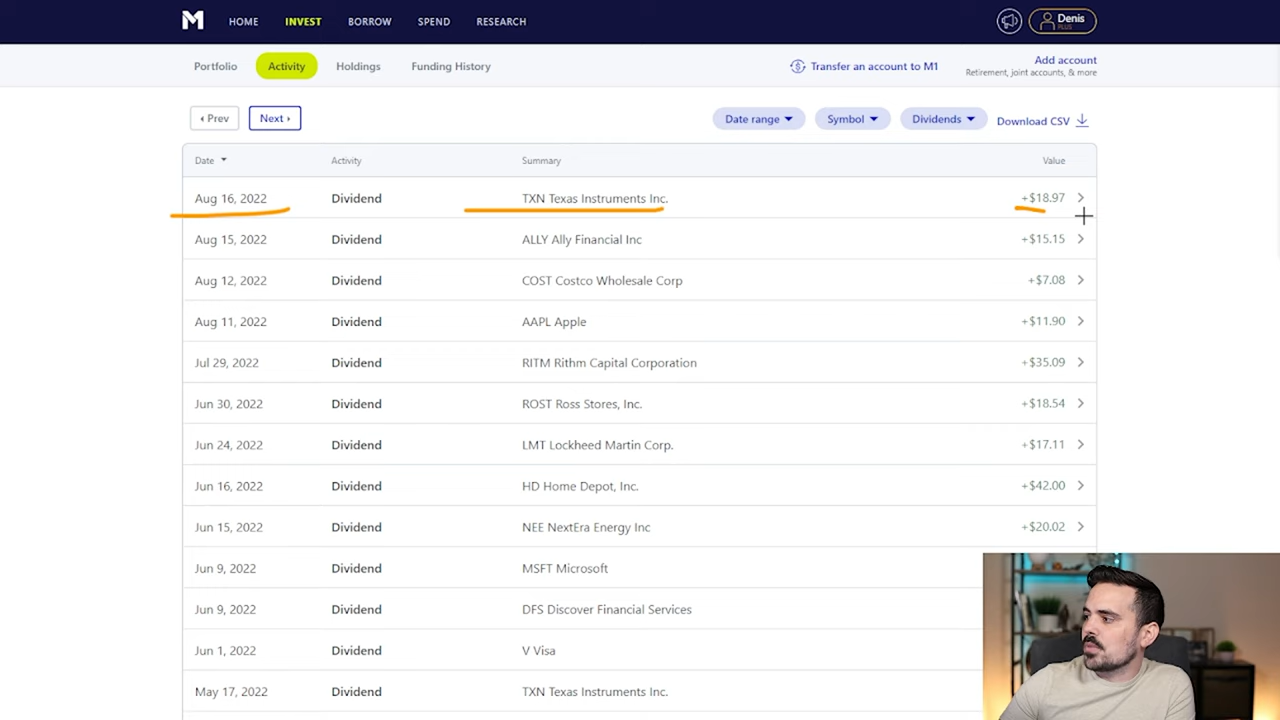 M HOME INVEST BORROW SPEND RESEARCH Denis
PLUS
Portfolio Activity Holdings Funding History Transfer an account to M1 Add account
Retirement, joint accounts, & more
Prev Next Date range Symbol Dividends Download CSV
Date Activity Summary Value
Aug 16, 2022 Dividend TXN Texas Instruments Inc. +$18.97
Aug 15, 2022 Dividend ALLY Ally Financial Inc +$15.15
Aug 12, 2022 Dividend COST Costco Wholesale Corp +$7.08
Aug 11, 2022 Dividend AAPL Apple +$11.90
Jul 29, 2022 Dividend RITM Rithm Capital Corporation +$35.09
Jun 30, 2022 Dividend ROST Ross Stores, Inc. +$18.54
Jun 24, 2022 Dividend LMT Lockheed Martin Corp. +$17.11
Jun 16, 2022 Dividend HD Home Depot, Inc. +$42.00
Jun 15, 2022 Dividend NEE NextEra Energy Inc +$20.02
Jun 9, 2022 Dividend MSFT Microsoft
Jun 9, 2022 Dividend DFS Discover Financial Services
Jun 1, 2022 Dividend V Visa
May 17, 2022 Dividend TXN Texas Instruments Inc.